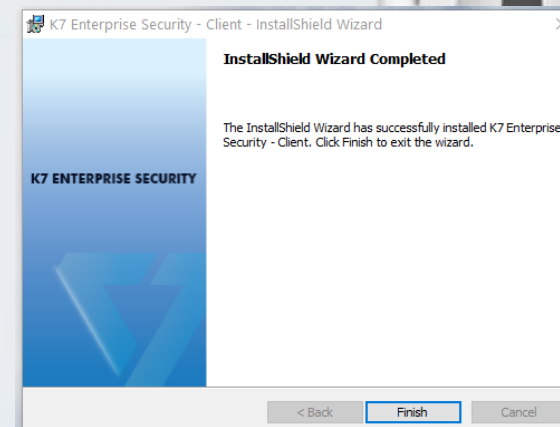 K7 Enterprise Security - Client - InstallShield Wizard
InstallShield Wizard Completed
The InstallShield Wizard has successfully installed K7 Enterprise
Security - Client. Click Finish to exit the wizard.
K7 ENTERPRISE SECURITY
< Back
Finish
Cancel